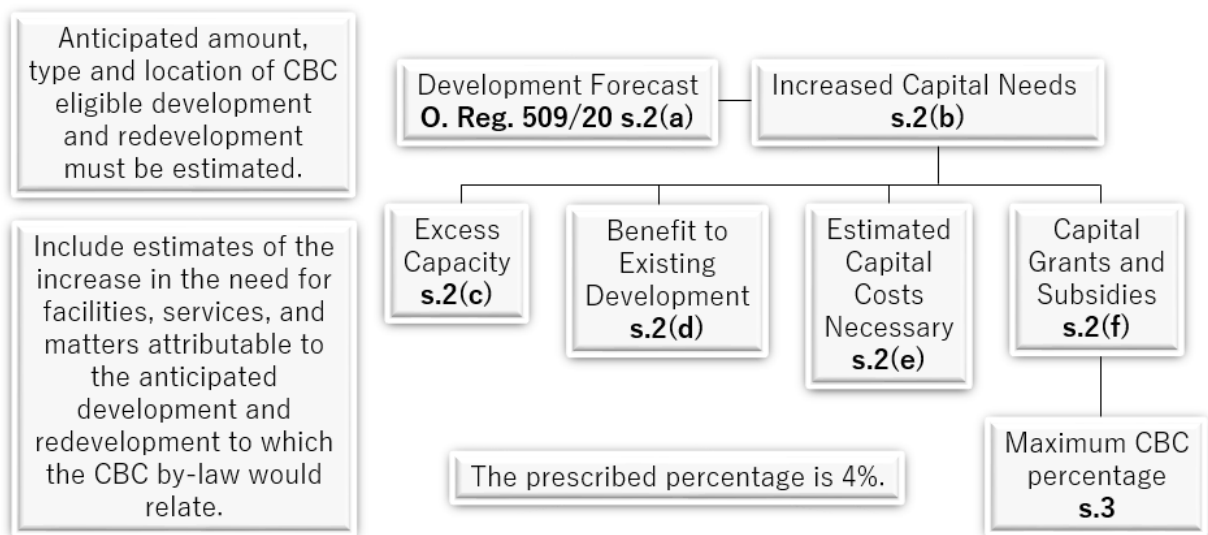 Anticipated amount,
type and location of CBC
eligible development
and redevelopment
must be estimated.
Include estimates of the
increase in the need for
facilities, services, and
matters attributable to
the anticipated
development and
redevelopment to which
the CBC by-law would
relate.
Development Forecast
O. Reg. 509/20 s.2(a)
Increased Capital Needs
s.2(b)
Excess
Capacity
s.2(c)
Benefit to
Existing
Development
s.2(d)
Estimated
Capital
Costs
Necessary
s.2(e)
Capital
Grants and
Subsidies
s.2(f)
Maximum CBC
percentage
s.3
The prescribed percentage is 4%.